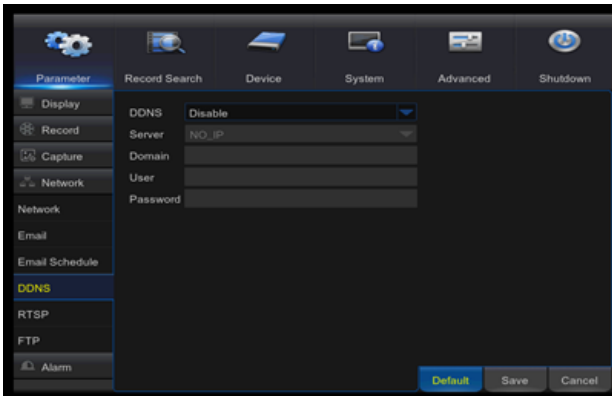 Parameter Record Search Device System Advanced Shutdown
Display
Record
Capture
Network
Network
Email
Email Schedule
DDNS
RTSP
FTP
Alarm
DDNS Disable
Server NO_IP
Domain
User
Password
Default Save Cancel